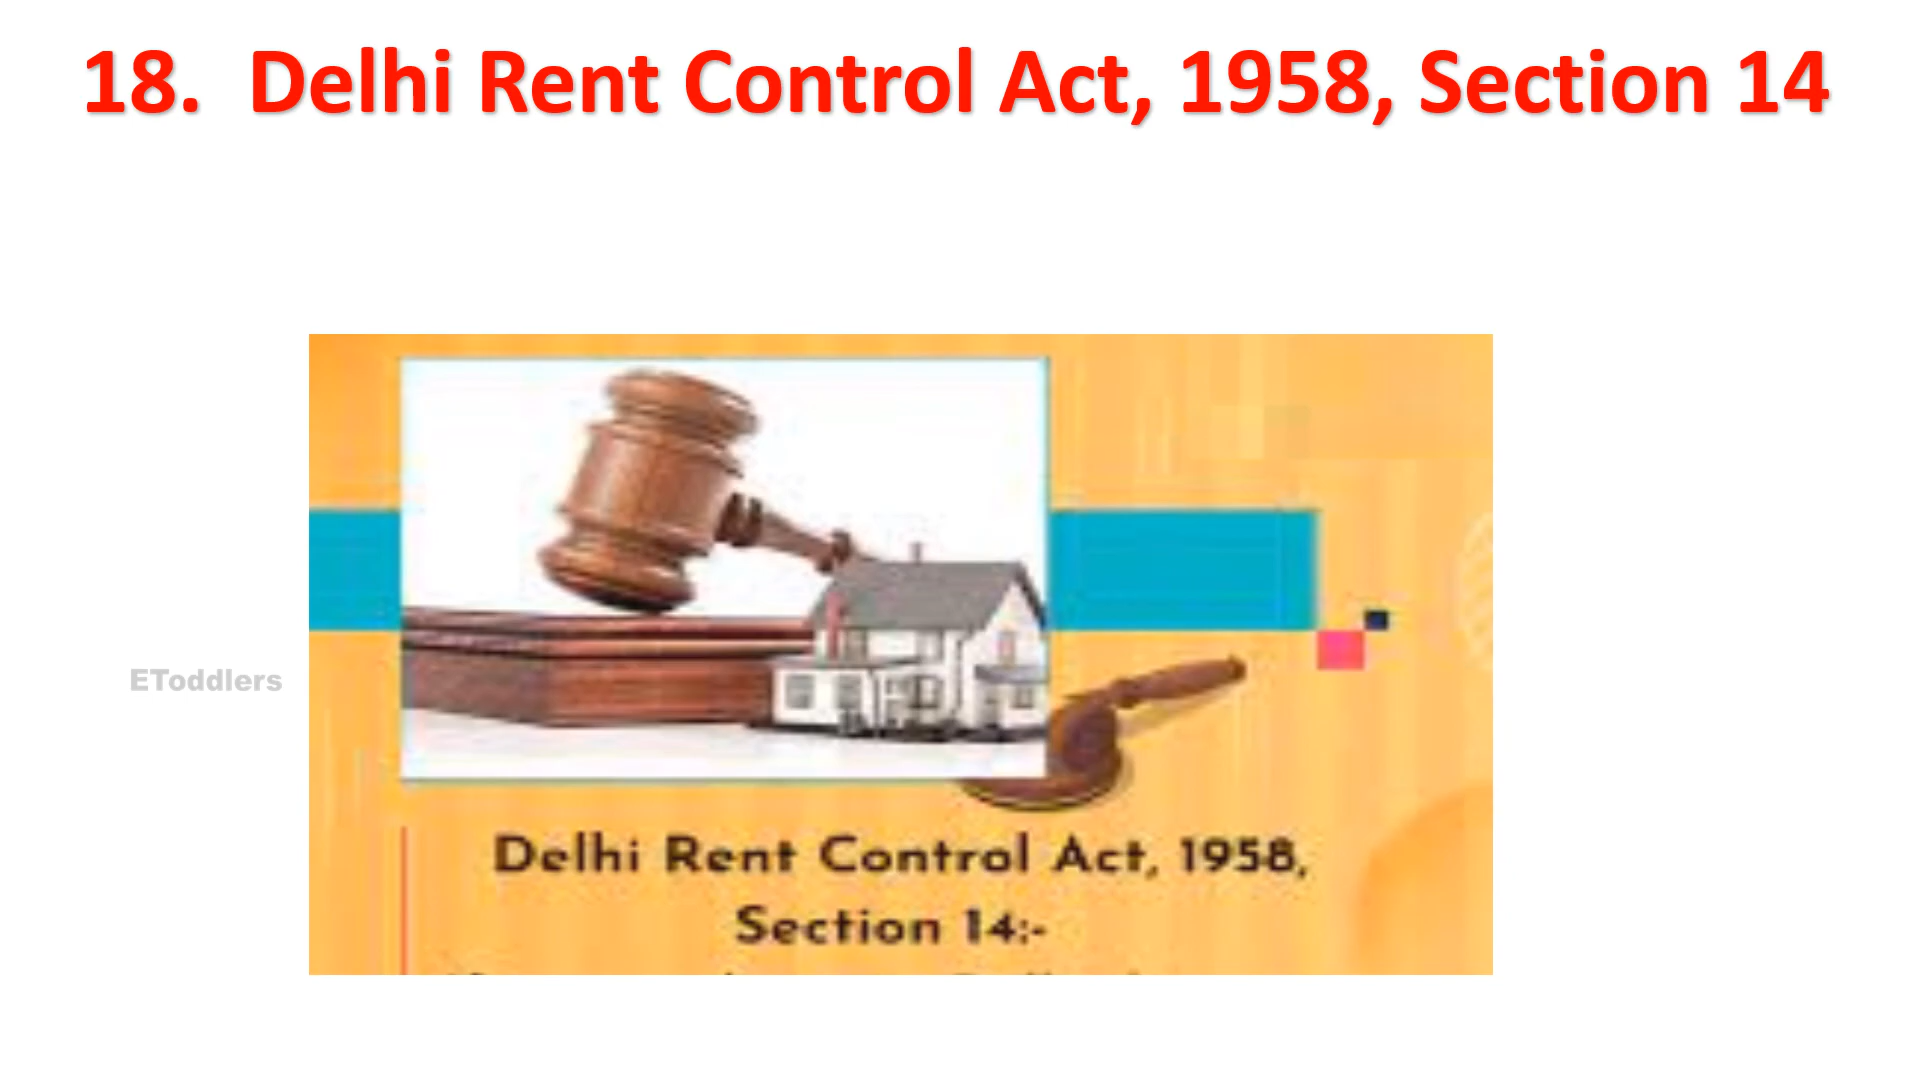 18. Delhi Rent Control Act, 1958, Section 14
EToddlers
Delhi Rent Control Act, 1958,
Section 14:-